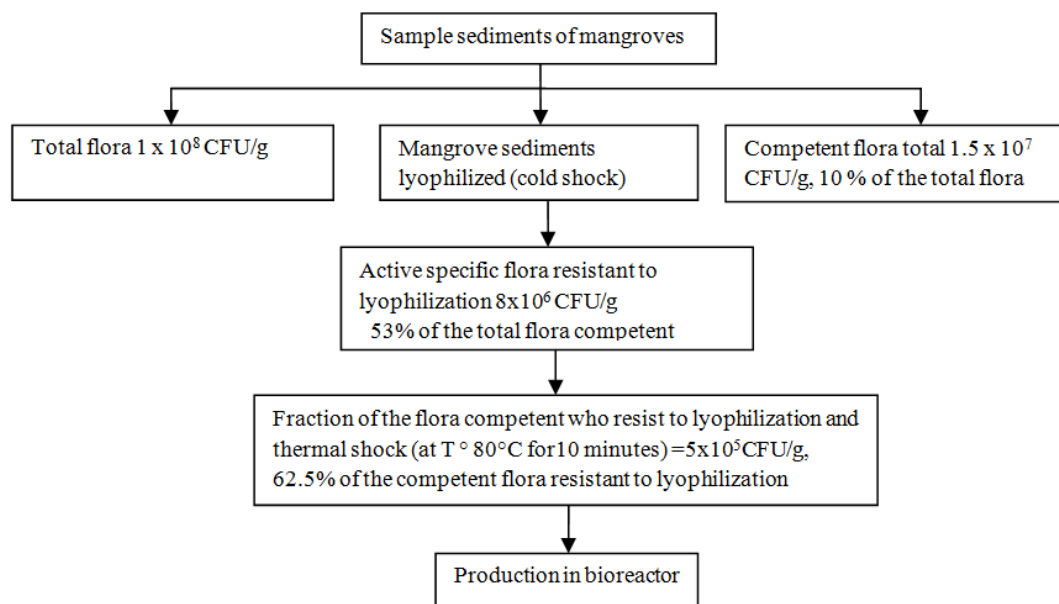 Sample sediments of mangroves
Total flora 1 x 10⁸ CFU/g
Mangrove sediments
lyophilized (cold shock)
Competent flora total 1.5 x 10⁷
CFU/g, 10 % of the total flora
Active specific flora resistant to
lyophilization 8x10⁶ CFU/g
53% of the total flora competent
Fraction of the flora competent who resist to lyophilization and
thermal shock (at T ° 80°C for10 minutes) =5x10⁵CFU/g,
62.5% of the competent flora resistant to lyophilization
Production in bioreactor